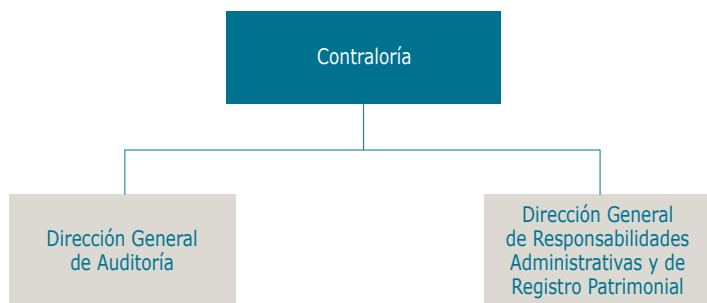 Contraloría
Dirección General
de Auditoría
Dirección General
de Responsabilidades
Administrativas y de
Registro Patrimonial